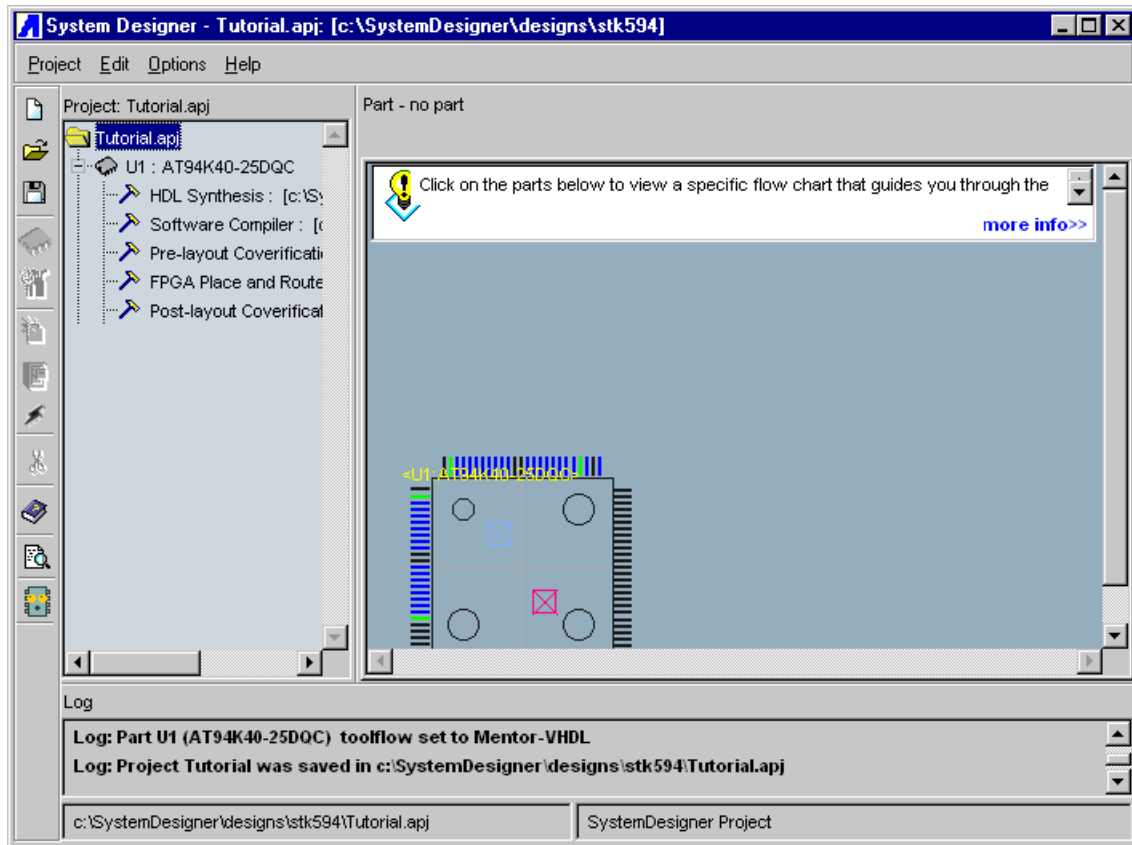 System Designer - Tutorial.apj: [c:\SystemDesigner\designs\stk594]
Project Edit Options Help
Project: Tutorial.apj
Tutorial.apj
U1 : AT94K40-25DQC
HDL Synthesis : [c:\Sy
Software Compiler : [c
Pre-layout Coverificati
FPGA Place and Route
Post-layout Coverificat
Part - no part
Click on the parts below to view a specific flow chart that guides you through the
more info>>
<U1:AT94K40-25DQC>
Log
Log: Part U1 (AT94K40-25DQC) toolflow set to Mentor-VHDL
Log: Project Tutorial was saved in c:\SystemDesigner\designs\stk594\Tutorial.apj
c:\SystemDesigner\designs\stk594\Tutorial.apj
SystemDesigner Project